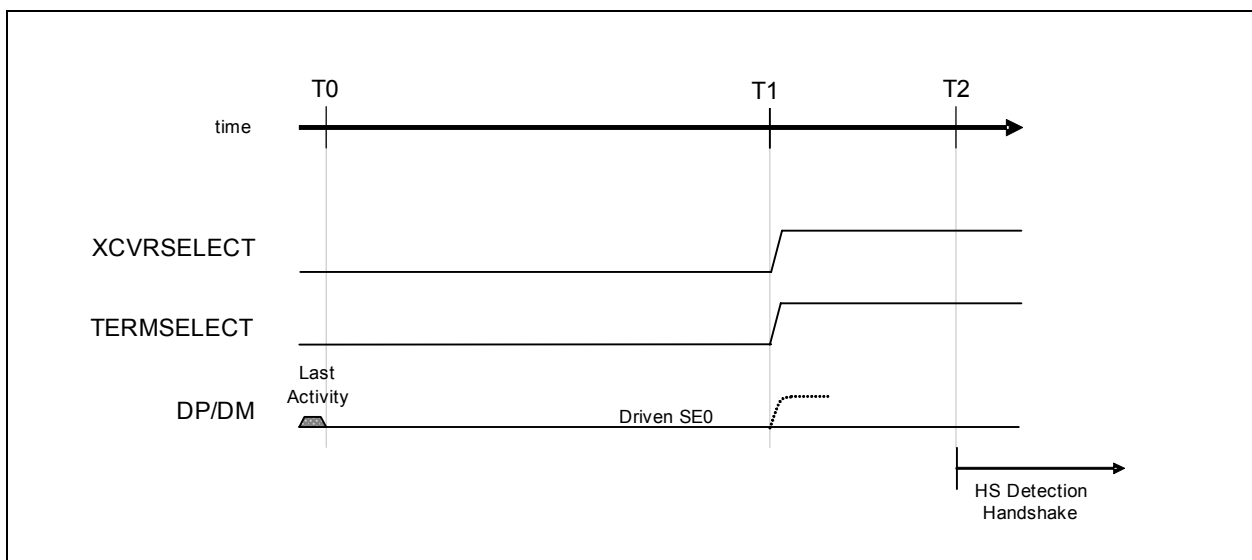 T0
T1
T2
time
XCVRSELECT
TERMSELECT
Last
Activity
DP/DM
Driven SE0
HS Detection
Handshake